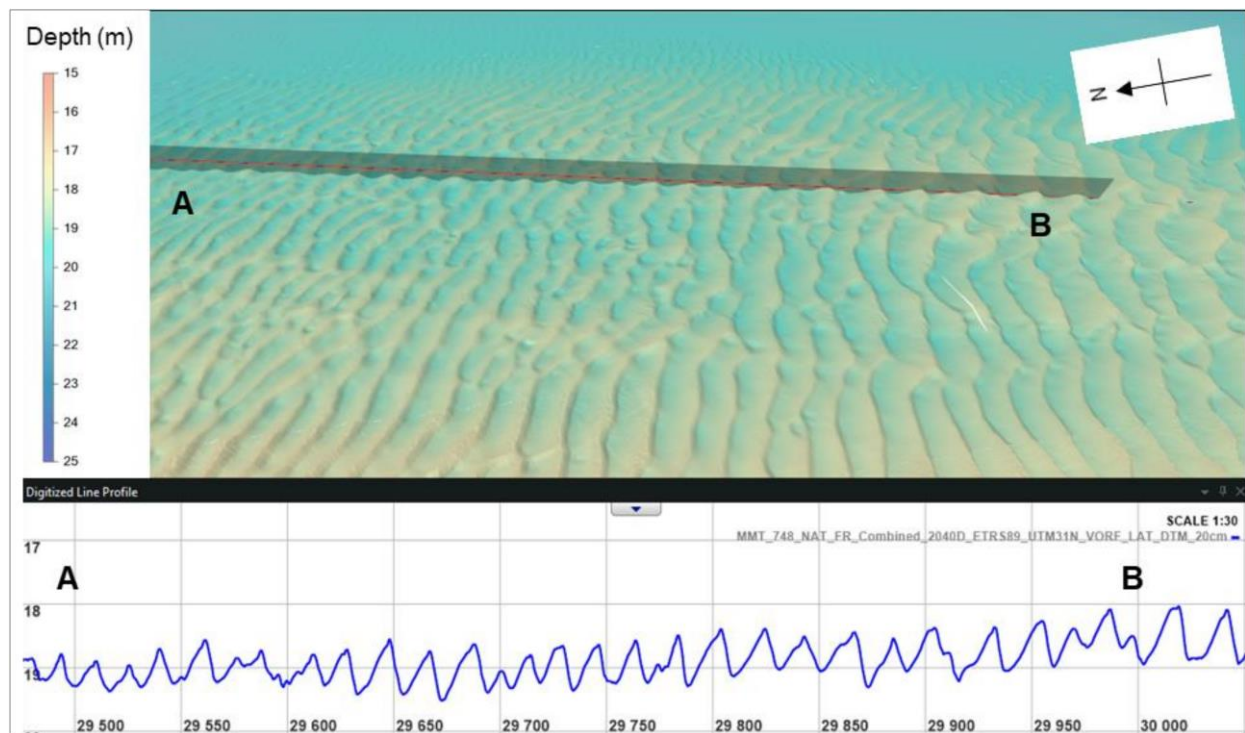 Depth (m)
15
16
17
18
19
20
21
22
23
24
25
N
A
B
Digitized Line Profile
SCALE 1:30
MMT_748_NAT_FR_Combined_2040D_ETRS89_UTM31N_VORF_LAT_DTM_20cm
17
A
B
18
19
29 500
29 550
29 600
29 650
29 700
29 750
29 800
29 850
29 900
29 950
30 000